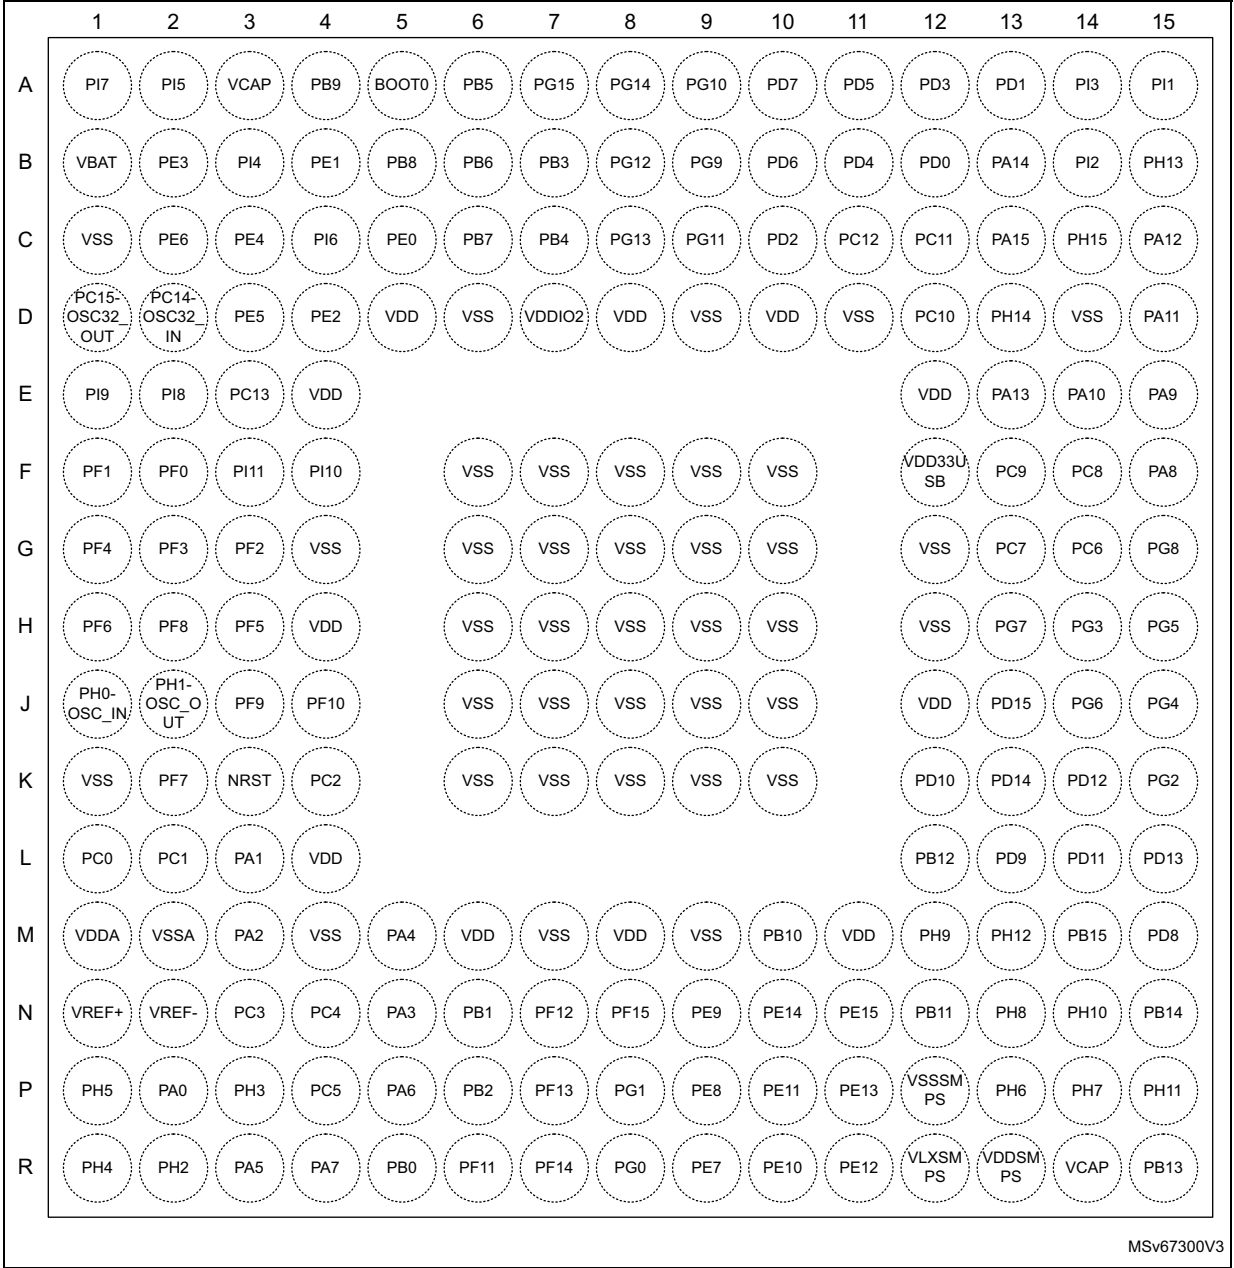 1 2 3 4 5 6 7 8 9 10 11 12 13 14 15
A PI7 PI5 VCAP PB9 BOOT0 PB5 PG15 PG14 PG10 PD7 PD5 PD3 PD1 PI3 PI1
B VBAT PE3 PI4 PE1 PB8 PB6 PB3 PG12 PG9 PD6 PD4 PD0 PA14 PI2 PH13
C VSS PE6 PE4 PI6 PE0 PB7 PB4 PG13 PG11 PD2 PC12 PC11 PA15 PH15 PA12
D PC15-OSC32_OUT PC14-OSC32_IN PE5 PE2 VDD VSS VDDIO2 VDD VSS VDD VSS PC10 PH14 VSS PA11
E PI9 PI8 PC13 VDD VDD PA13 PA10 PA9
F PF1 PF0 PI11 PI10 VSS VSS VSS VSS VSS VDD33USB PC9 PC8 PA8
G PF4 PF3 PF2 VSS VSS VSS VSS VSS VSS VSS PC7 PC6 PG8
H PF6 PF8 PF5 VDD VSS VSS VSS VSS VSS VSS PG7 PG3 PG5
J PH0-OSC_IN PH1-OSC_OUT PF9 PF10 VSS VSS VSS VSS VSS VDD PD15 PG6 PG4
K VSS PF7 NRST PC2 VSS VSS VSS VSS VSS PD10 PD14 PD12 PG2
L PC0 PC1 PA1 VDD PB12 PD9 PD11 PD13
M VDDA VSSA PA2 VSS PA4 VDD VSS VDD VSS PB10 VDD PH9 PH12 PB15 PD8
N VREF+ VREF- PC3 PC4 PA3 PB1 PF12 PF15 PE9 PE14 PE15 PB11 PH8 PH10 PB14
P PH5 PA0 PH3 PC5 PA6 PB2 PF13 PG1 PE8 PE11 PE13 VSSSMPS PH6 PH7 PH11
R PH4 PH2 PA5 PA7 PB0 PF11 PF14 PG0 PE7 PE10 PE12 VLXSMPS VDDSMPS VCAP PB13
MSv67300V3